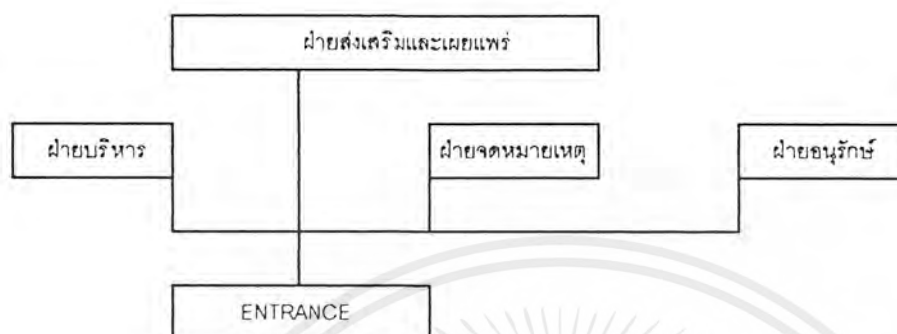 ฝ่ายส่งเสริมและเผยแพร่
ฝ่ายบริหาร
ฝ่ายจดหมายเหตุ
ฝ่ายอนุรักษ์
ENTRANCE